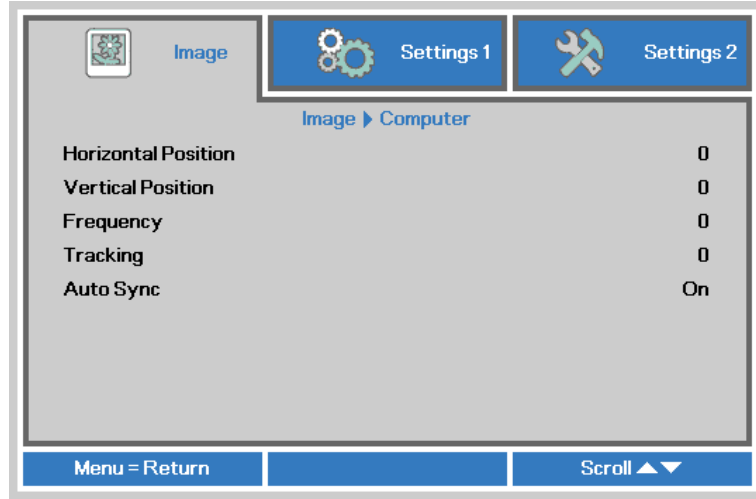 Image Settings 1 Settings 2
Image ▶ Computer
Horizontal Position 0
Vertical Position 0
Frequency 0
Tracking 0
Auto Sync On
Menu = Return Scroll ▲▼